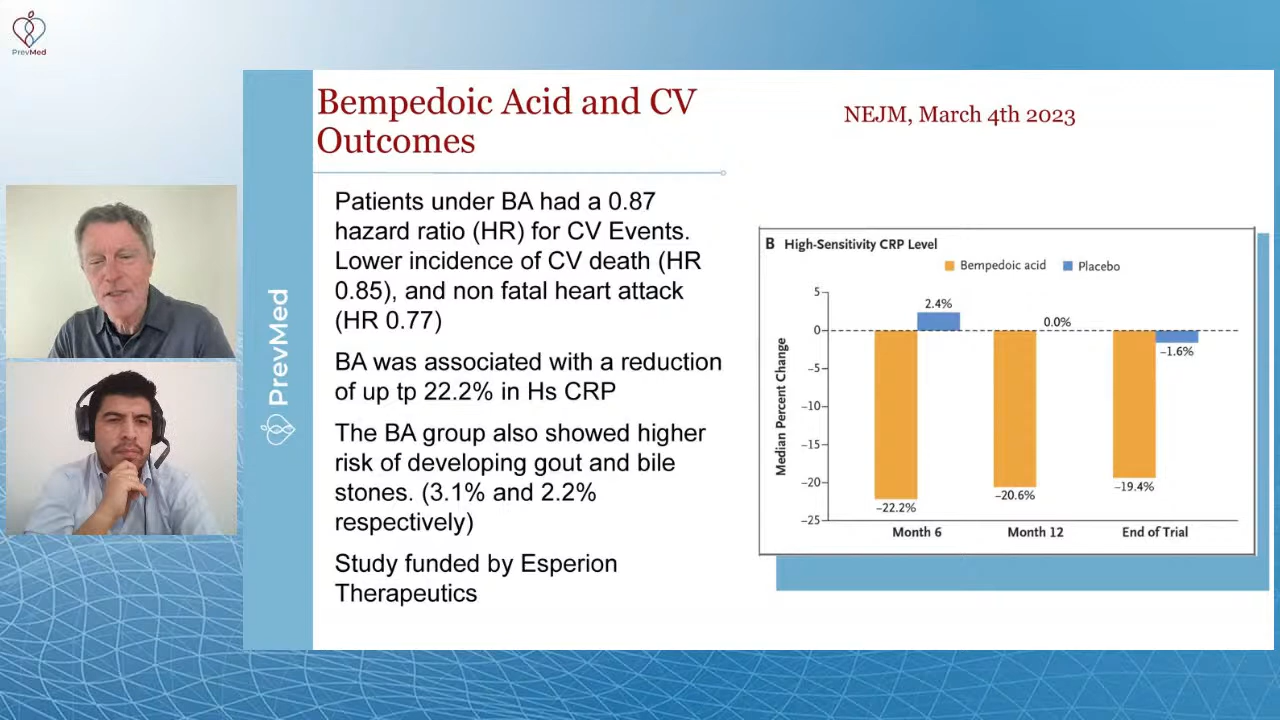 PrevMed
Bempedoic Acid and CV
Outcomes
NEJM, March 4th 2023
Patients under BA had a 0.87
hazard ratio (HR) for CV Events.
Lower incidence of CV death (HR
0.85), and non fatal heart attack
(HR 0.77)
BA was associated with a reduction
of up tp 22.2% in Hs CRP
The BA group also showed higher
risk of developing gout and bile
stones. (3.1% and 2.2%
respectively)
Study funded by Esperion
Therapeutics
PrevMed
B High-Sensitivity CRP Level
Bempedoic acid Placebo
Median Percent Change
5
0
−5
−10
−15
−20
−25
2.4%
0.0%
−1.6%
−22.2%
−20.6%
−19.4%
Month 6 Month 12 End of Trial